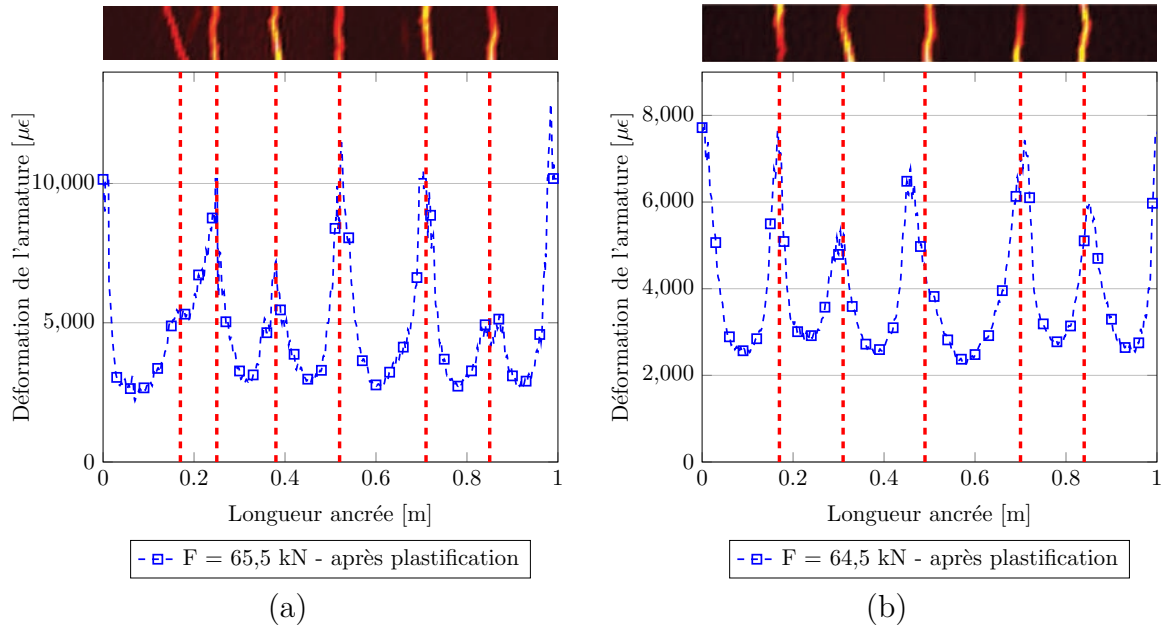 Déformation de l'armature [με]
10,000
5,000
0
0 0.2 0.4 0.6 0.8 1
Longueur ancrée [m]
F = 65,5 kN - après plastification
(a)
Déformation de l'armature [με]
8,000
6,000
4,000
2,000
0
0 0.2 0.4 0.6 0.8 1
Longueur ancrée [m]
F = 64,5 kN - après plastification
(b)